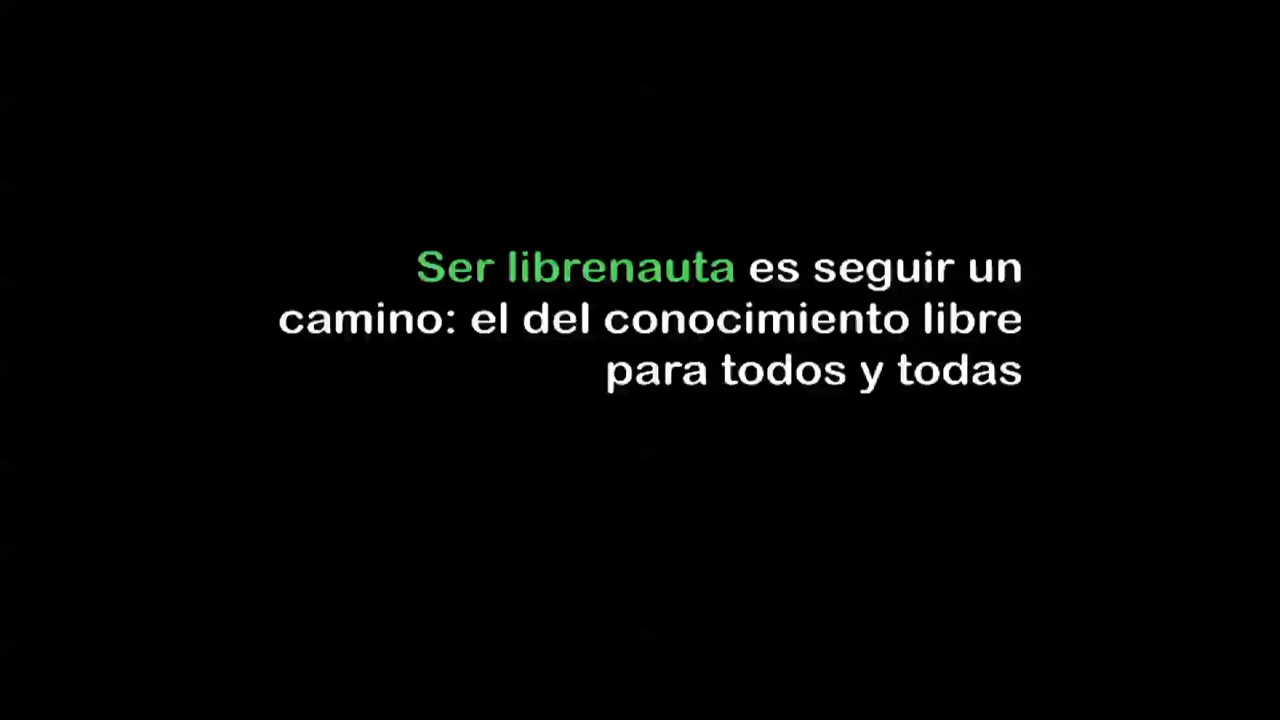 Ser librenauta es seguir un
camino: el del conocimiento libre
para todos y todas